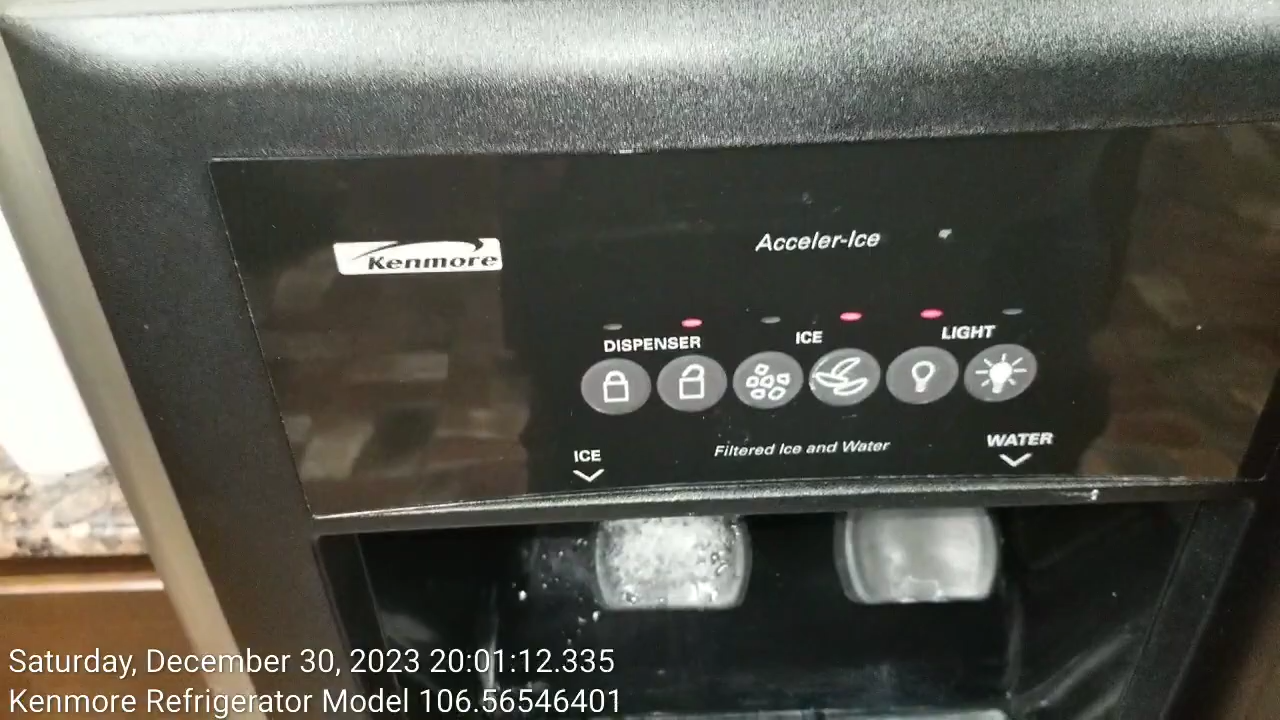 Kenmore
Acceler-Ice
DISPENSER
ICE
LIGHT
ICE
Filtered Ice and Water
WATER
Saturday, December 30, 2023 20:01:12.335
Kenmore Refrigerator Model 106.56546401